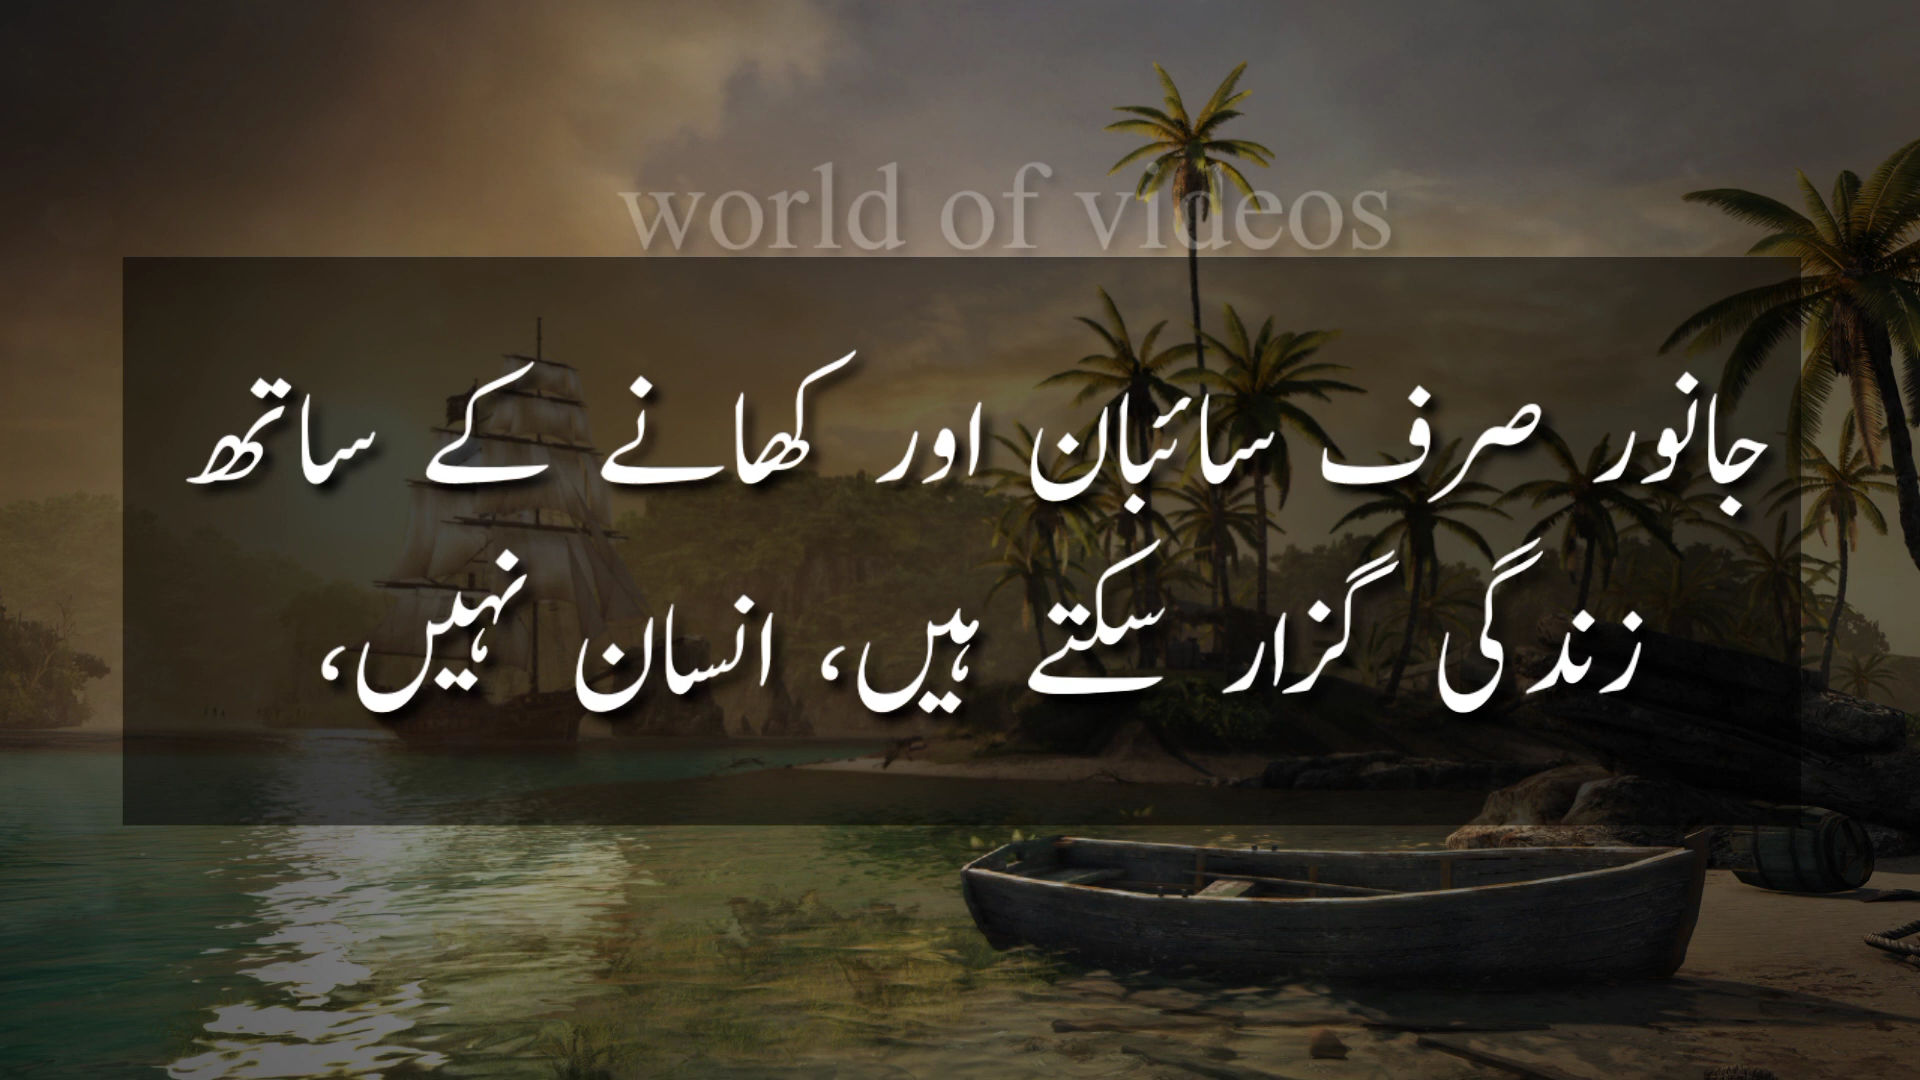 world of videos
جانور صرف سائبان اور کھانے کے ساتھ
زندگی گزار سکتے ہیں، انسان نہیں،